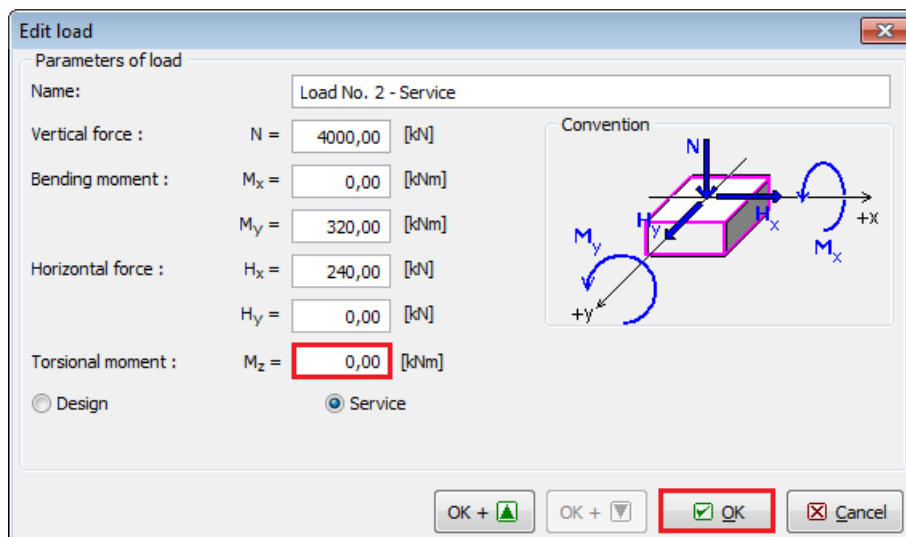 Edit load
Parameters of load
Name: Load No. 2 - Service
Vertical force : N = 4000,00 [kN]
Convention
Bending moment : Mx = 0,00 [kNm]
My = 320,00 [kNm]
Horizontal force : Hx = 240,00 [kN]
Hy = 0,00 [kN]
Torsional moment : Mz = 0,00 [kNm]
N
Hy Hx +x
My Mx
+y
Design Service
OK + OK + OK Cancel